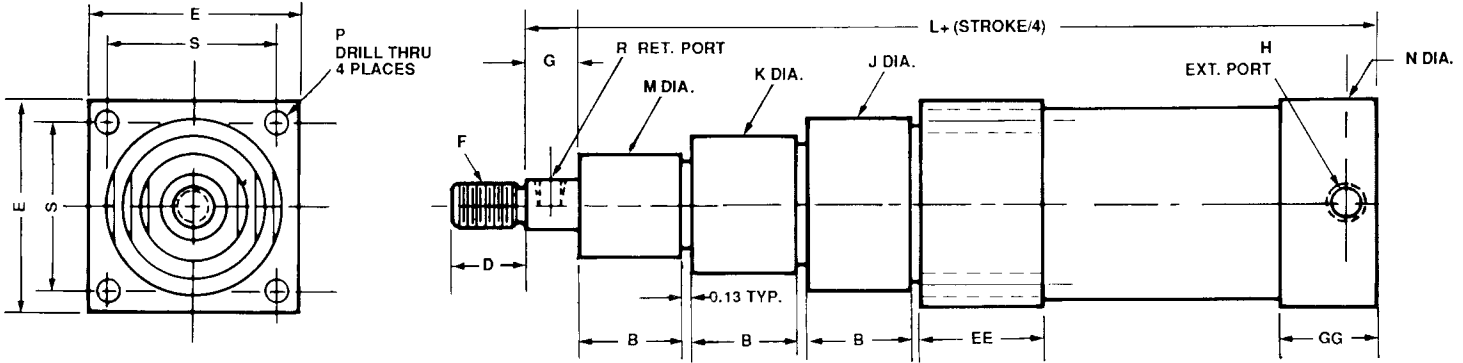 E
S
P
DRILL THRU
4 PLACES
E
S
L+ (STROKE/4)
G
R RET. PORT
M DIA.
K DIA.
J DIA.
H
EXT. PORT
N DIA.
F
D
0.13 TYP.
B
B
B
EE
GG